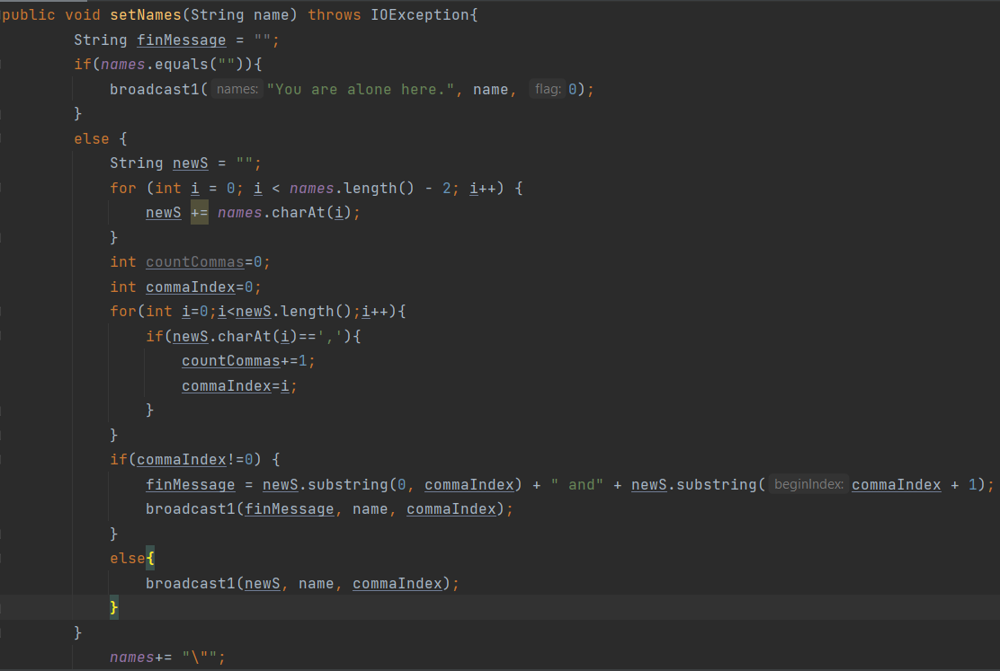 public void setNames(String name) throws IOException{
String finMessage = "";
if(names.equals("")){
broadcast1( names: "You are alone here.", name, flag: 0);
}
else {
String newS = "";
for (int i = 0; i < names.length() - 2; i++) {
newS += names.charAt(i);
}
int countCommas=0;
int commaIndex=0;
for(int i=0;i<newS.length();i++){
if(newS.charAt(i)==','){
countCommas+=1;
commaIndex=i;
}
}
if(commaIndex!=0) {
finMessage = newS.substring(0, commaIndex) + " and" + newS.substring( beginIndex: commaIndex + 1);
broadcast1(finMessage, name, commaIndex);
}
else{
broadcast1(newS, name, commaIndex);
}
}
names+= "\"";